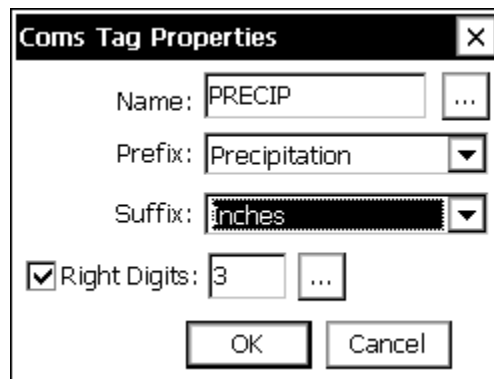 Coms Tag Properties
Name: PRECIP ...
Prefix: Precipitation
Suffix: Inches
Right Digits: 3 ...
OK Cancel